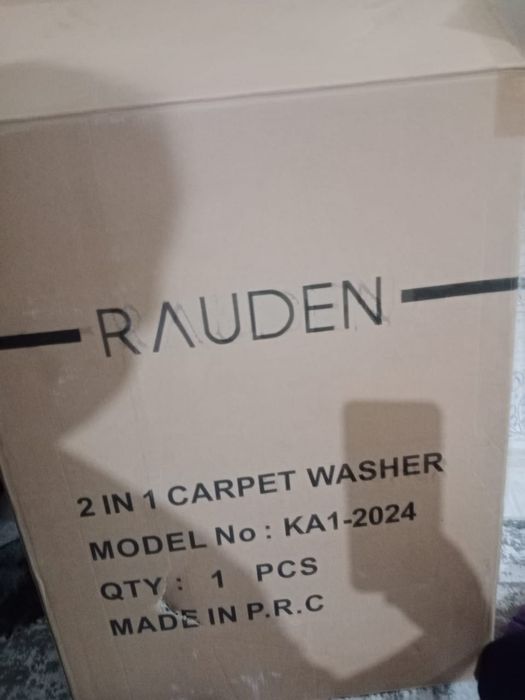 RAUDEN
2 IN 1 CARPET WASHER
MODEL No : KA1-2024
QTY : 1 PCS
MADE IN P.R.C